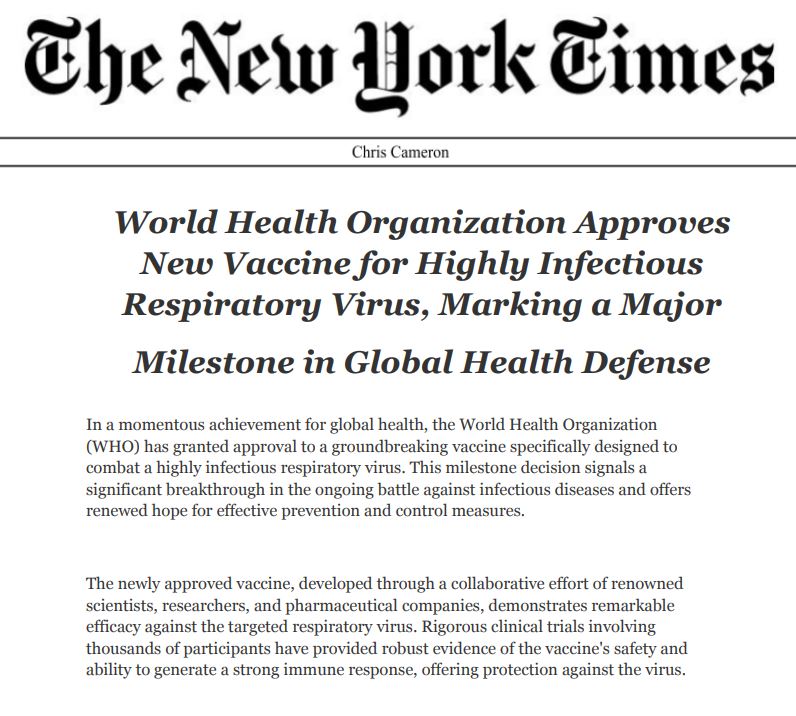 The New York Times
Chris Cameron
World Health Organization Approves
New Vaccine for Highly Infectious
Respiratory Virus, Marking a Major
Milestone in Global Health Defense
In a momentous achievement for global health, the World Health Organization
(WHO) has granted approval to a groundbreaking vaccine specifically designed to
combat a highly infectious respiratory virus. This milestone decision signals a
significant breakthrough in the ongoing battle against infectious diseases and offers
renewed hope for effective prevention and control measures.
The newly approved vaccine, developed through a collaborative effort of renowned
scientists, researchers, and pharmaceutical companies, demonstrates remarkable
efficacy against the targeted respiratory virus. Rigorous clinical trials involving
thousands of participants have provided robust evidence of the vaccine's safety and
ability to generate a strong immune response, offering protection against the virus.